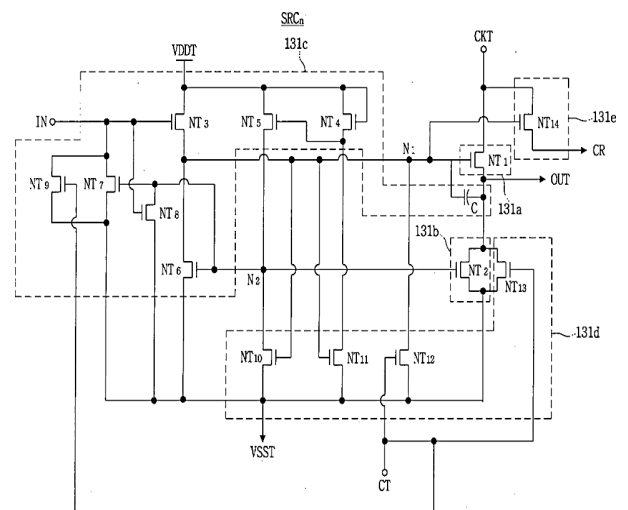 SRCn
131c
VDDT
CKT
IN
NT3
NT5
NT4
NT14
131e
N1
NT1
CR
OUT
NT9
NT7
NT8
C
131a
131b
NT6
N2
NT2
NT13
131d
NT10
NT11
NT12
VSST
CT